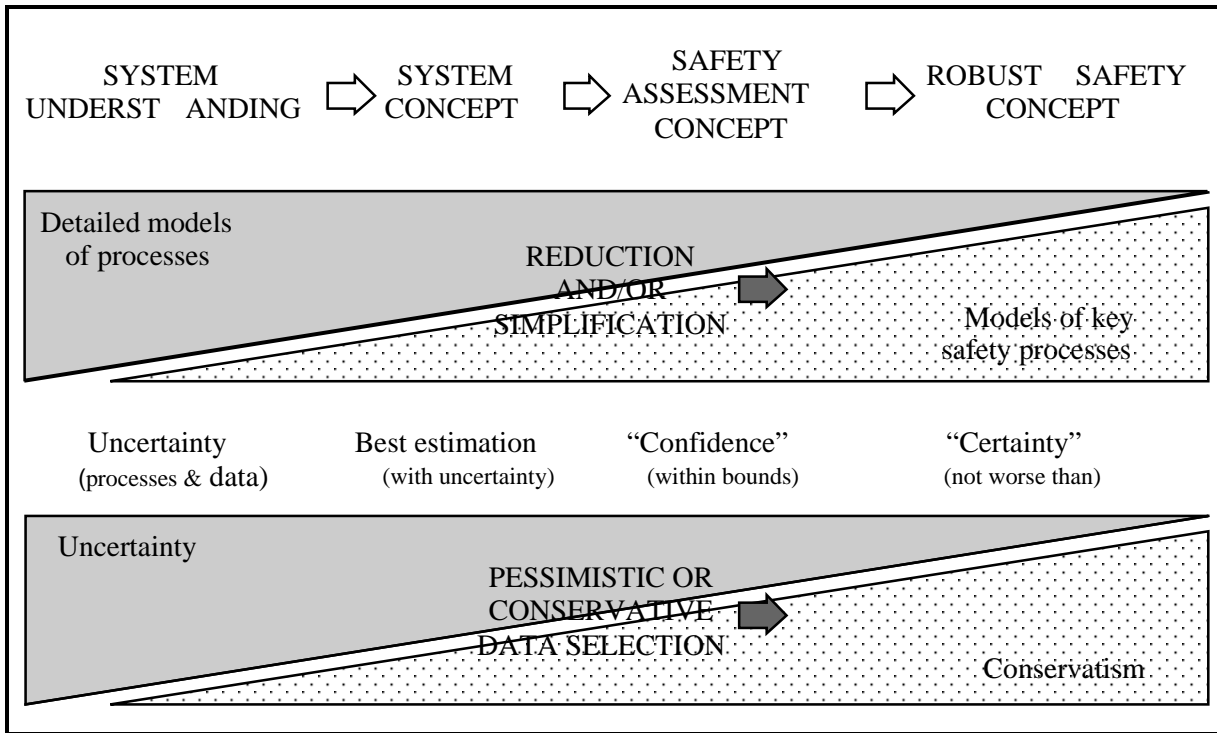 SYSTEM
UNDERST ANDING
SYSTEM
CONCEPT
SAFETY
ASSESSMENT
CONCEPT
ROBUST SAFETY
CONCEPT
Detailed models
of processes
REDUCTION
AND/OR
SIMPLIFICATION
Models of key
safety processes
Uncertainty
(processes & data)
Best estimation
(with uncertainty)
“Confidence”
(within bounds)
“Certainty”
(not worse than)
Uncertainty
PESSIMISTIC OR
CONSERVATIVE
DATA SELECTION
Conservatism